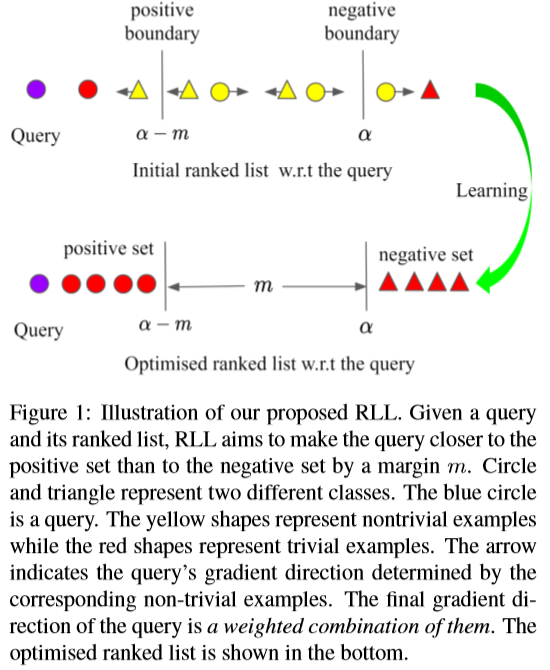 positive
boundary
negative
boundary
Query
α − m
α
Initial ranked list w.r.t the query
Learning
positive set
negative set
m
Query
α − m
α
Optimised ranked list w.r.t the query
Figure 1: Illustration of our proposed RLL. Given a query
and its ranked list, RLL aims to make the query closer to the
positive set than to the negative set by a margin m. Circle
and triangle represent two different classes. The blue circle
is a query. The yellow shapes represent nontrivial examples
while the red shapes represent trivial examples. The arrow
indicates the query's gradient direction determined by the
corresponding non-trivial examples. The final gradient di-
rection of the query is a weighted combination of them. The
optimised ranked list is shown in the bottom.